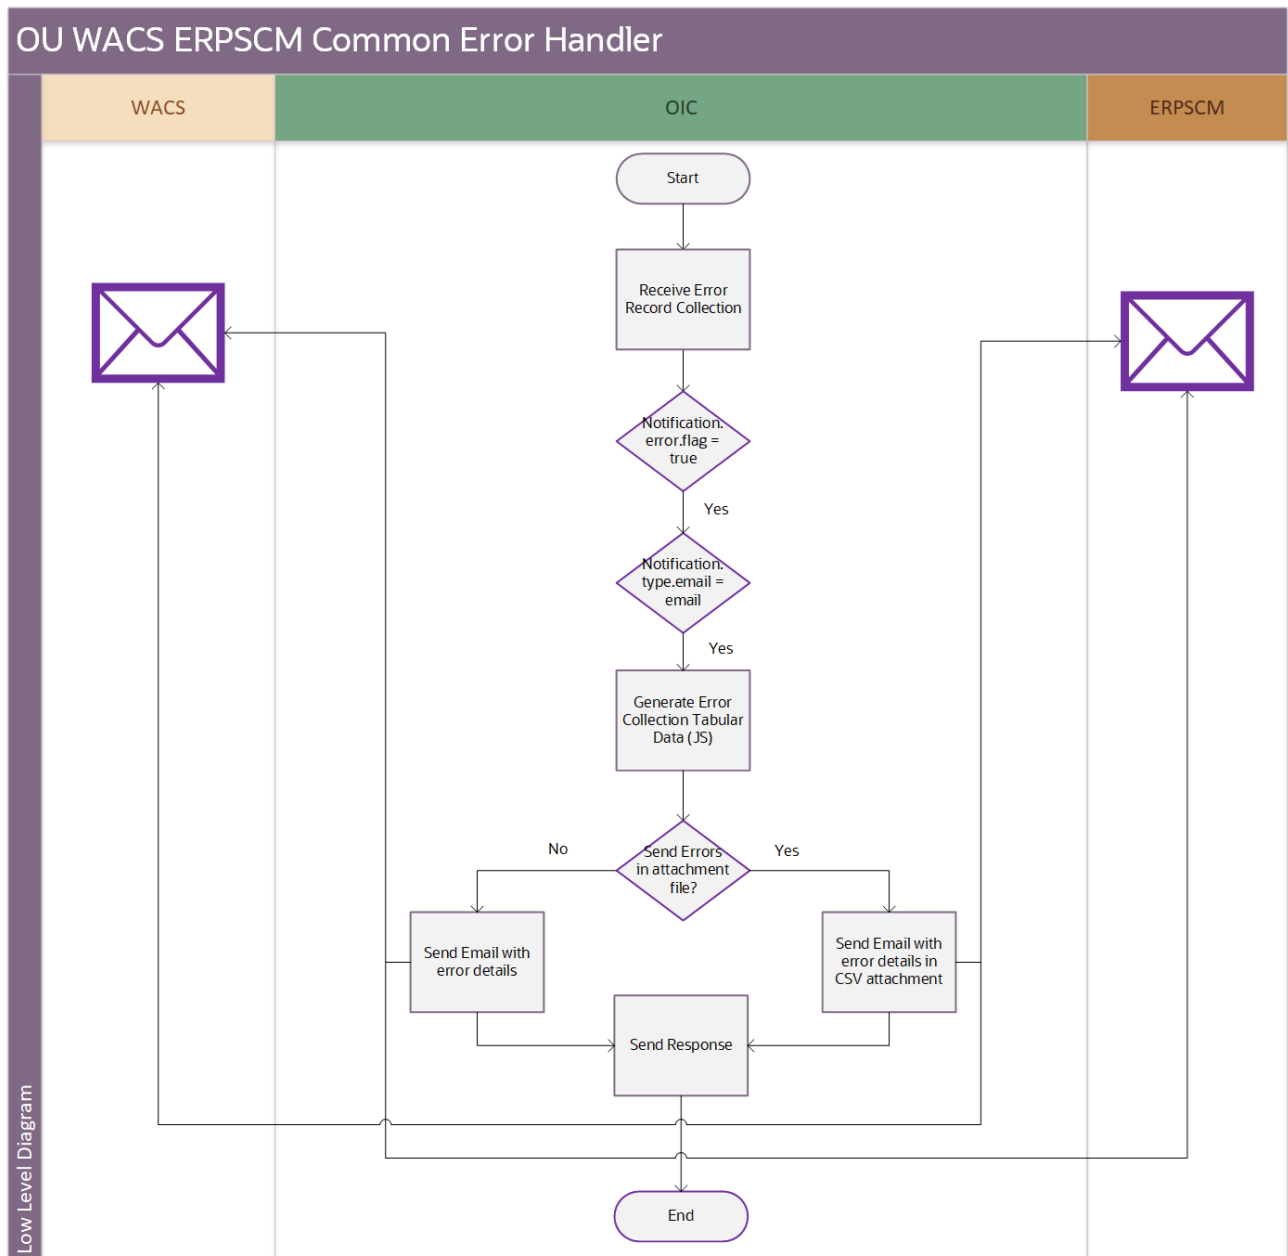 OU WACS ERPSCM Common Error Handler
WACS
OIC
ERPSCM
Start
Receive Error
Record Collection
Notification.
error.flag =
true
Yes
Notification.
type.email =
email
Yes
Generate Error
Collection Tabular
Data (JS)
No
Send Errors
in attachment
file?
Yes
Send Email with
error details
Send Email with
error details in
CSV attachment
Send Response
End
Low Level Diagram